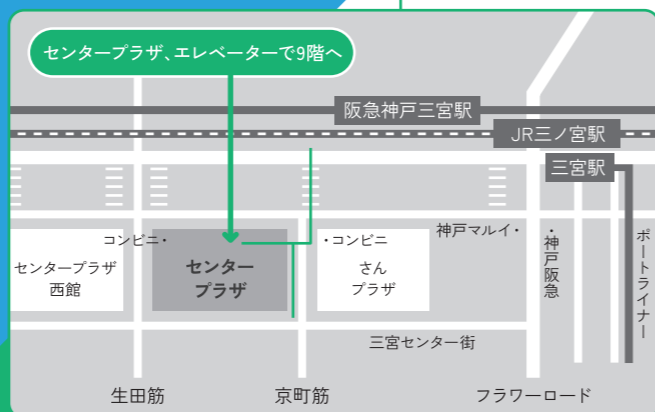 センタープラザ、エレベーターで9階へ
阪急神戸三宮駅
JR三ノ宮駅
三宮駅
コンビニ・
・コンビニ
神戸マルイ・
・神戸阪急
ポートライナー
センタープラザ
西館
センター
プラザ
さん
プラザ
三宮センター街
生田筋
京町筋
フラワーロード